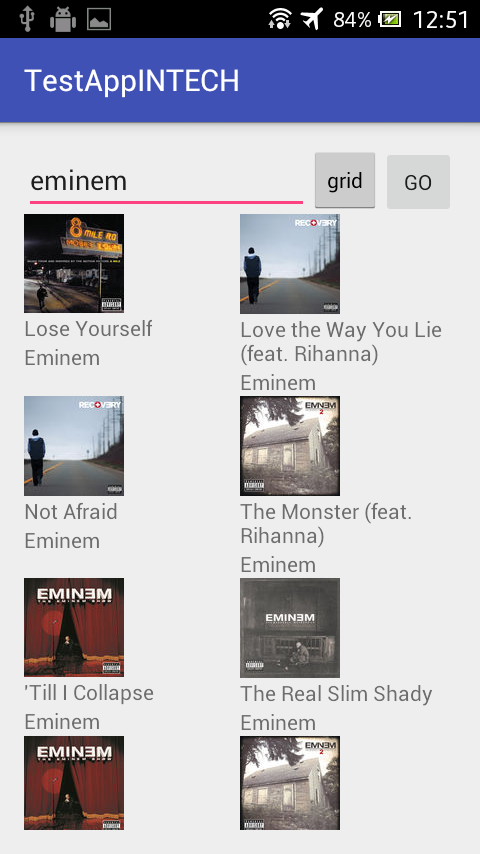 84% 12:51
TestAppINTECH
eminem grid GO
8 MILE RD
RECOVERY
Lose Yourself
Eminem
Love the Way You Lie
(feat. Rihanna)
Eminem
RECOVERY
EMINEM
2
Not Afraid
Eminem
The Monster (feat.
Rihanna)
Eminem
EMINEM
THE EMINEM SHOW
EMINEM
'Till I Collapse
Eminem
The Real Slim Shady
Eminem
EMINEM
THE EMINEM SHOW
EMINEM
2